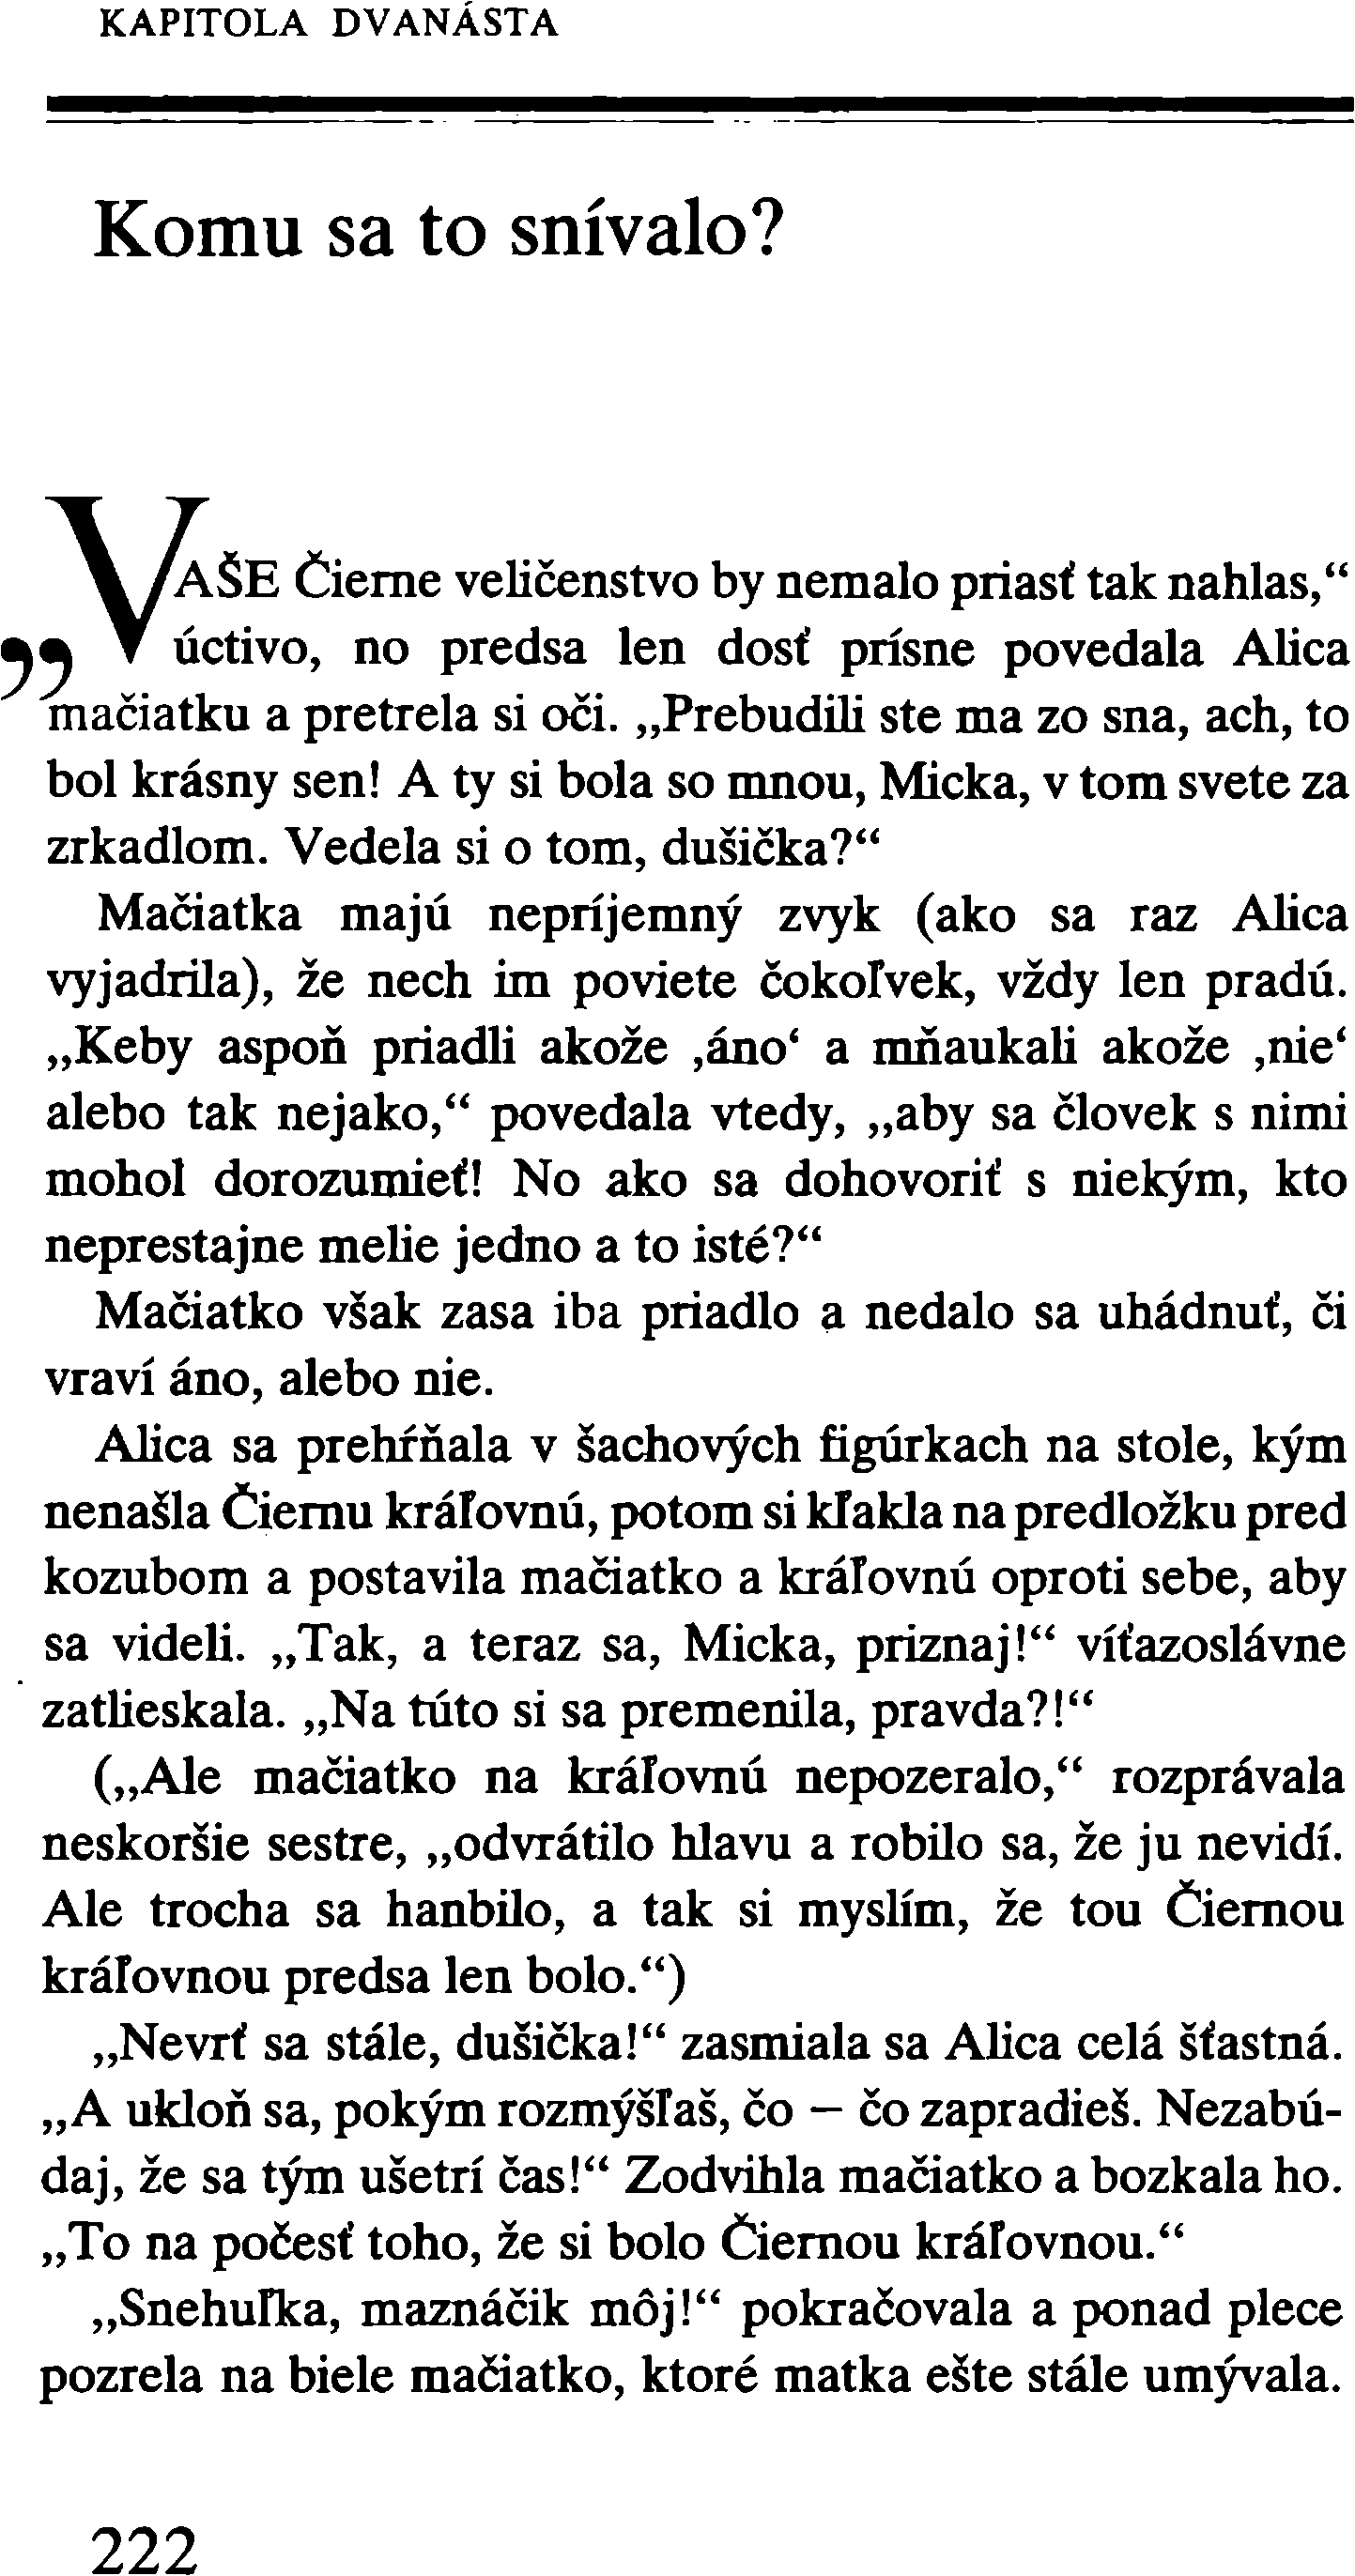 KAPITOLA DVANÁSTA
Komu sa to snívalo?
„VAŠE Čierne veličenstvo by nemalo priasť tak nahlas,“
úctivo, no predsa len dosť prísne povedala Alica
mačiatku a pretrela si oči. „Prebudili ste ma zo sna, ach, to
bol krásny sen! A ty si bola so mnou, Micka, v tom svete za
zrkadlom. Vedela si o tom, dušička?“
Mačiatka majú nepríjemný zvyk (ako sa raz Alica
vyjadrila), že nech im poviete čokoľvek, vždy len pradú.
„Keby aspoň priadli akože ‚áno‘ a mňaukali akože ‚nie‘
alebo tak nejako,“ povedala vtedy, „aby sa človek s nimi
mohol dorozumieť! No ako sa dohovoriť s niekým, kto
neprestajne melie jedno a to isté?“
Mačiatko však zasa iba priadlo a nedalo sa uhádnuť, či
vraví áno, alebo nie.
Alica sa prehŕňala v šachových figúrkach na stole, kým
nenašla Čiernu kráľovnú, potom si kľakla na predložku pred
kozubom a postavila mačiatko a kráľovnú oproti sebe, aby
sa videli. „Tak, a teraz sa, Micka, priznaj!“ víťazoslávne
zatlieskala. „Na túto si sa premenila, pravda?!“
(„Ale mačiatko na kráľovnú nepozeralo,“ rozprávala
neskoršie sestre, „odvrátilo hlavu a robilo sa, že ju nevidí.
Ale trocha sa hanbilo, a tak si myslím, že tou Čiernou
kráľovnou predsa len bolo.“)
„Nevrť sa stále, dušička!“ zasmiala sa Alica celá šťastná.
„A ukloň sa, pokým rozmýšľaš, čo – čo zapradieš. Nezabú-
daj, že sa tým ušetrí čas!“ Zodvihla mačiatko a bozkala ho.
„To na počesť toho, že si bolo Čiernou kráľovnou.“
„Snehuľka, maznáčik môj!“ pokračovala a ponad plece
pozrela na biele mačiatko, ktoré matka ešte stále umývala.
222